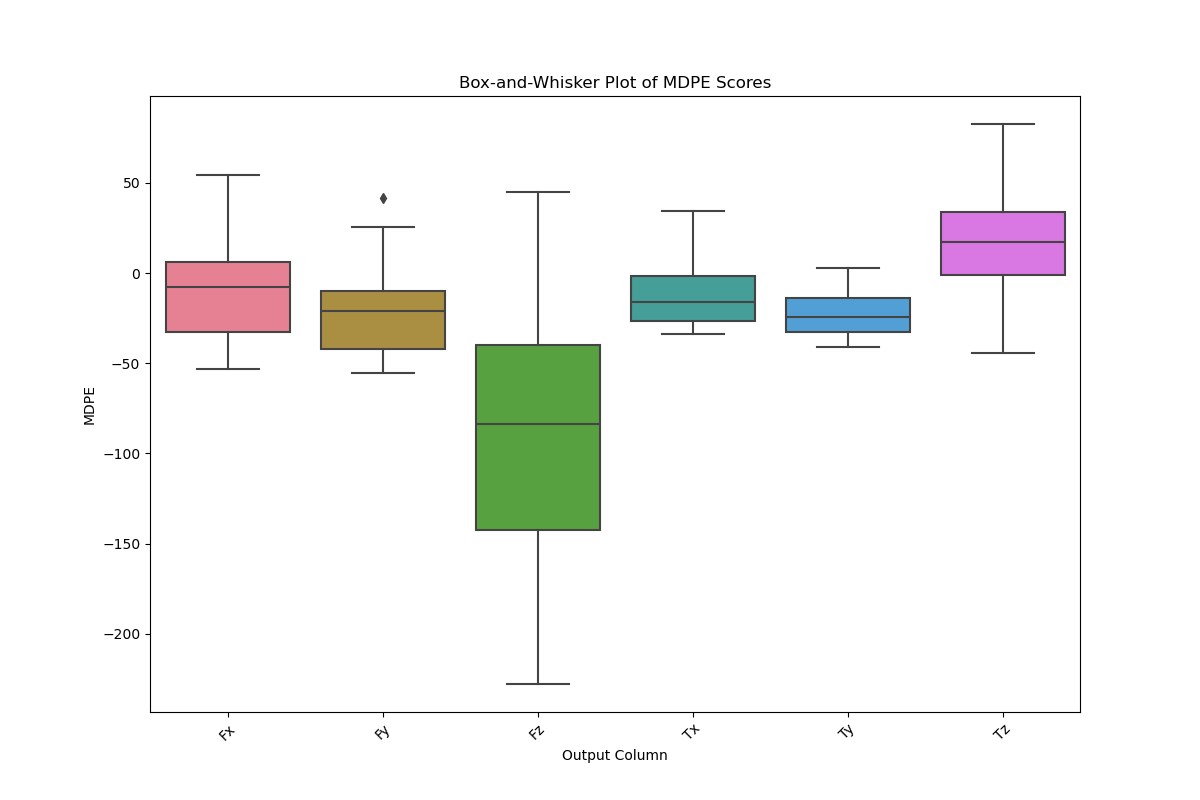 Box-and-Whisker Plot of MDPE Scores
MDPE
50
0
−50
−100
−150
−200
Fx
Fy
Fz
Tx
Ty
Tz
Output Column